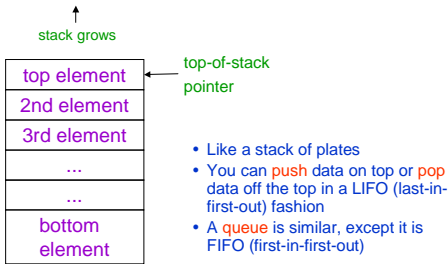 stack grows
top element
top-of-stack
pointer
2nd element
3rd element
...
...
bottom
element
• Like a stack of plates
• You can push data on top or pop
data off the top in a LIFO (last-in-
first-out) fashion
• A queue is similar, except it is
FIFO (first-in-first-out)